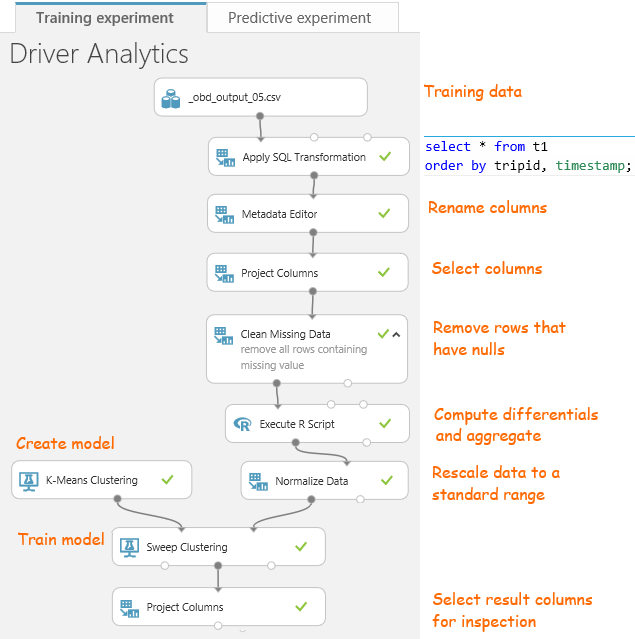 Training experiment
Predictive experiment
Driver Analytics
_obd_output_05.csv
Training data
Apply SQL Transformation
select * from t1
order by tripid, timestamp;
Metadata Editor
Rename columns
Project Columns
Select columns
Clean Missing Data
remove all rows containing
missing value
Remove rows that
have nulls
Execute R Script
Compute differentials
and aggregate
Create model
K-Means Clustering
Normalize Data
Rescale data to a
standard range
Train model
Sweep Clustering
Project Columns
Select result columns
for inspection